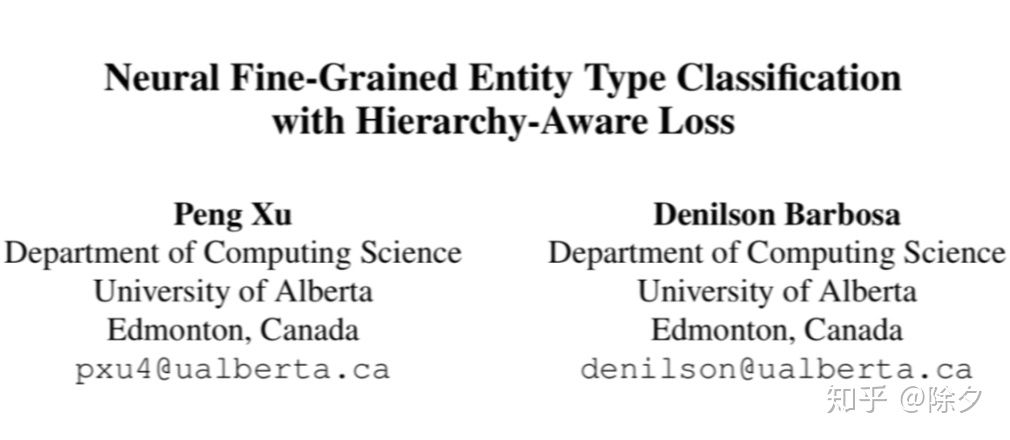 Neural Fine-Grained Entity Type Classification
with Hierarchy-Aware Loss
Peng Xu
Department of Computing Science
University of Alberta
Edmonton, Canada
pxu4@ualberta.ca
Denilson Barbosa
Department of Computing Science
University of Alberta
Edmonton, Canada
denilson@ualberta.ca
知乎 @除夕